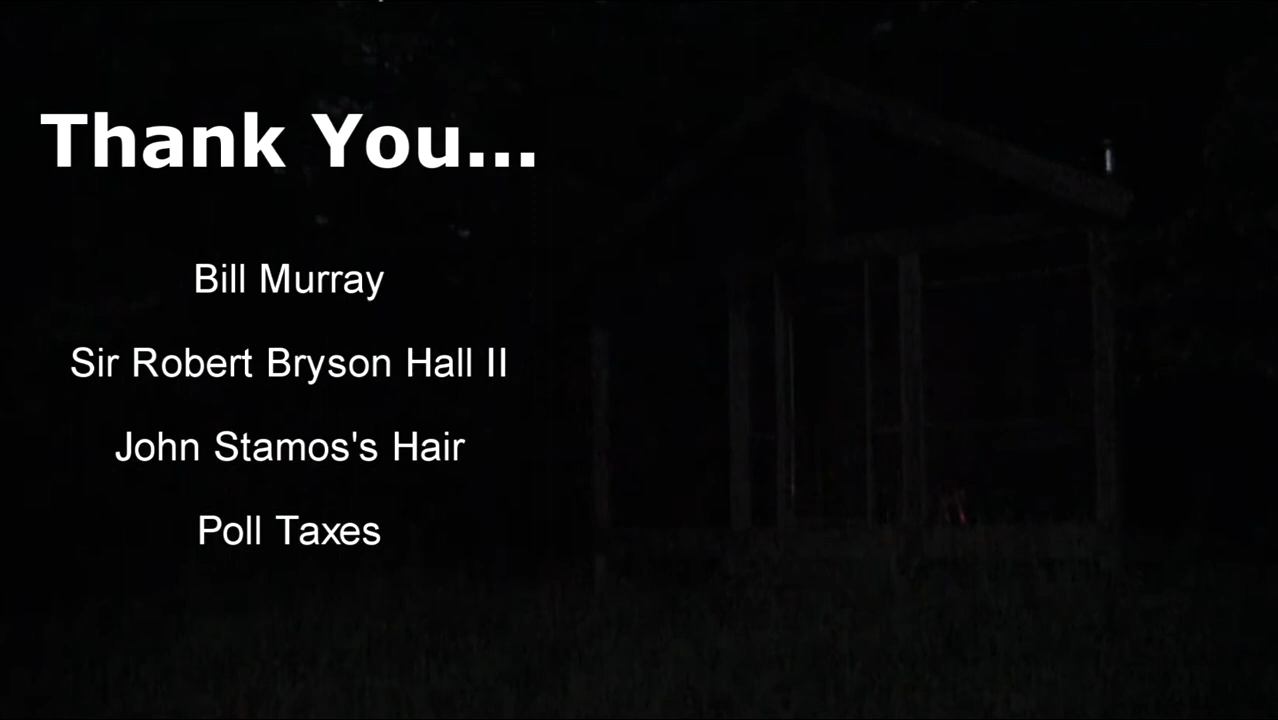 Thank You...
Bill Murray
Sir Robert Bryson Hall II
John Stamos's Hair
Poll Taxes